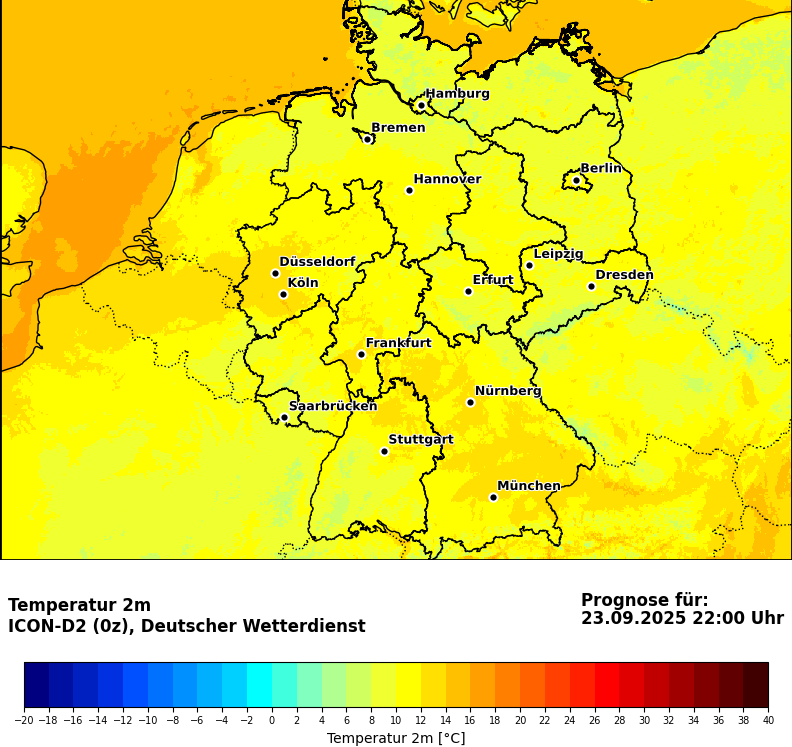 Hamburg
Bremen
Berlin
Hannover
Leipzig
Düsseldorf
Dresden
Köln
Erfurt
Frankfurt
Nürnberg
Saarbrücken
Stuttgart
München
Temperatur 2m
ICON-D2 (0z), Deutscher Wetterdienst
Prognose für:
23.09.2025 22:00 Uhr
−20 −18 −16 −14 −12 −10 −8 −6 −4 −2 0 2 4 6 8 10 12 14 16 18 20 22 24 26 28 30 32 34 36 38 40
Temperatur 2m [°C]